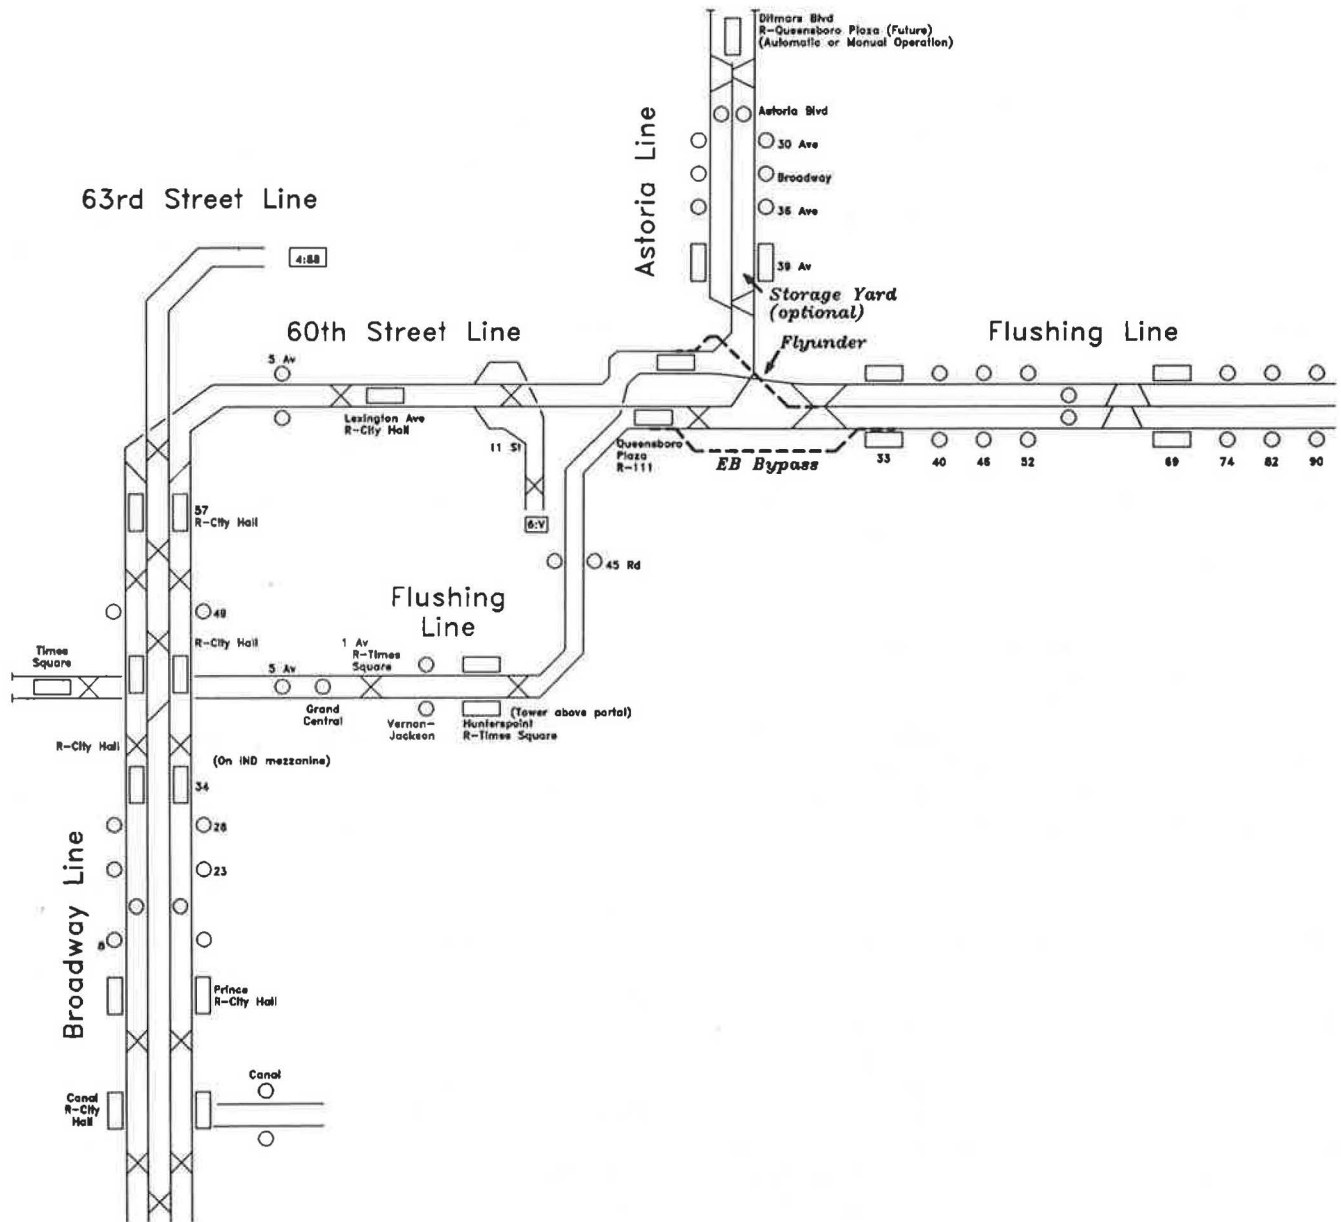 Ditmars Blvd
R-Queensboro Plaza (Future)
(Automatic or Manual Operation)
Astoria Blvd
30 Ave
Broadway
36 Ave
39 Av
Astoria Line
Storage Yard
(optional)
Flyunder
63rd Street Line
4:88
60th Street Line
Flushing Line
5 Av
Lexington Ave
R-City Hall
11 St
6:V
Queensboro
Plaza
R-111
EB Bypass
33
40
46
52
69
74
82
90
57
R-City Hall
45 Rd
49
R-City Hall
Flushing
Line
Times
Square
5 Av
Grand
Central
1 Av
R-Times
Square
Vernon-
Jackson
(Tower above portal)
Hunterspoint
R-Times Square
R-City Hall
(On IND mezzanine)
34
28
23
8
Broadway Line
Prince
R-City Hall
Canal
Canal
R-City
Hall